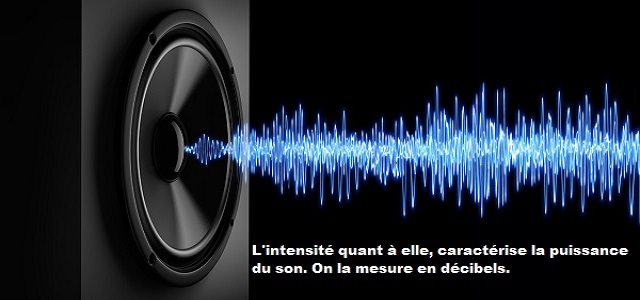 L'intensité quant à elle, caractérise la puissance
du son. On la mesure en décibels.